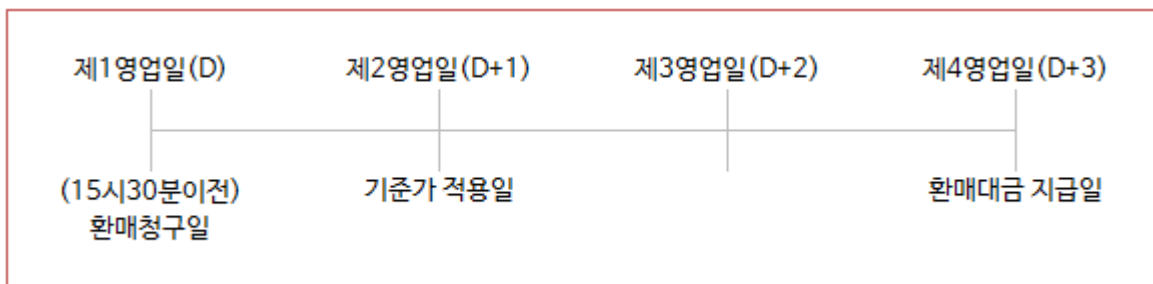 제1영업일(D) 제2영업일(D+1) 제3영업일(D+2) 제4영업일(D+3)
(15시30분이전) 기준가 적용일 환매대금 지급일
환매청구일